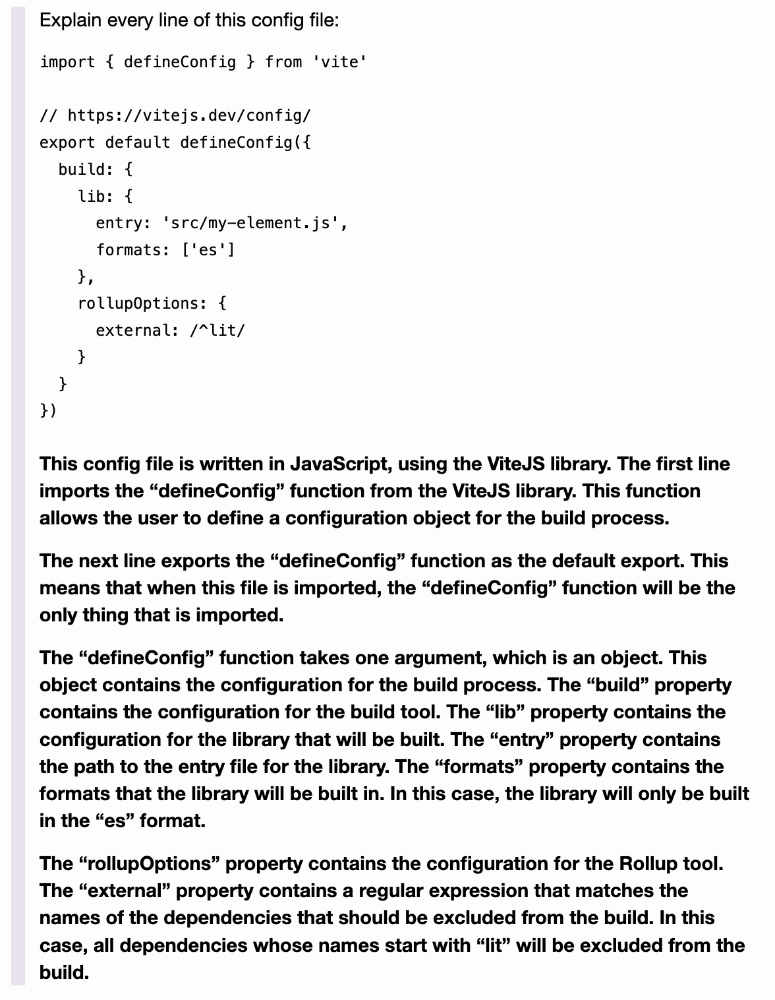 Explain every line of this config file:
import { defineConfig } from 'vite'
// https://vitejs.dev/config/
export default defineConfig({
  build: {
    lib: {
      entry: 'src/my-element.js',
      formats: ['es']
    },
    rollupOptions: {
      external: /^lit/
    }
  }
})
This config file is written in JavaScript, using the ViteJS library. The first line
imports the “defineConfig” function from the ViteJS library. This function
allows the user to define a configuration object for the build process.
The next line exports the “defineConfig” function as the default export. This
means that when this file is imported, the “defineConfig” function will be the
only thing that is imported.
The “defineConfig” function takes one argument, which is an object. This
object contains the configuration for the build process. The “build” property
contains the configuration for the build tool. The “lib” property contains the
configuration for the library that will be built. The “entry” property contains
the path to the entry file for the library. The “formats” property contains the
formats that the library will be built in. In this case, the library will only be built
in the “es” format.
The “rollupOptions” property contains the configuration for the Rollup tool.
The “external” property contains a regular expression that matches the
names of the dependencies that should be excluded from the build. In this
case, all dependencies whose names start with “lit” will be excluded from the
build.